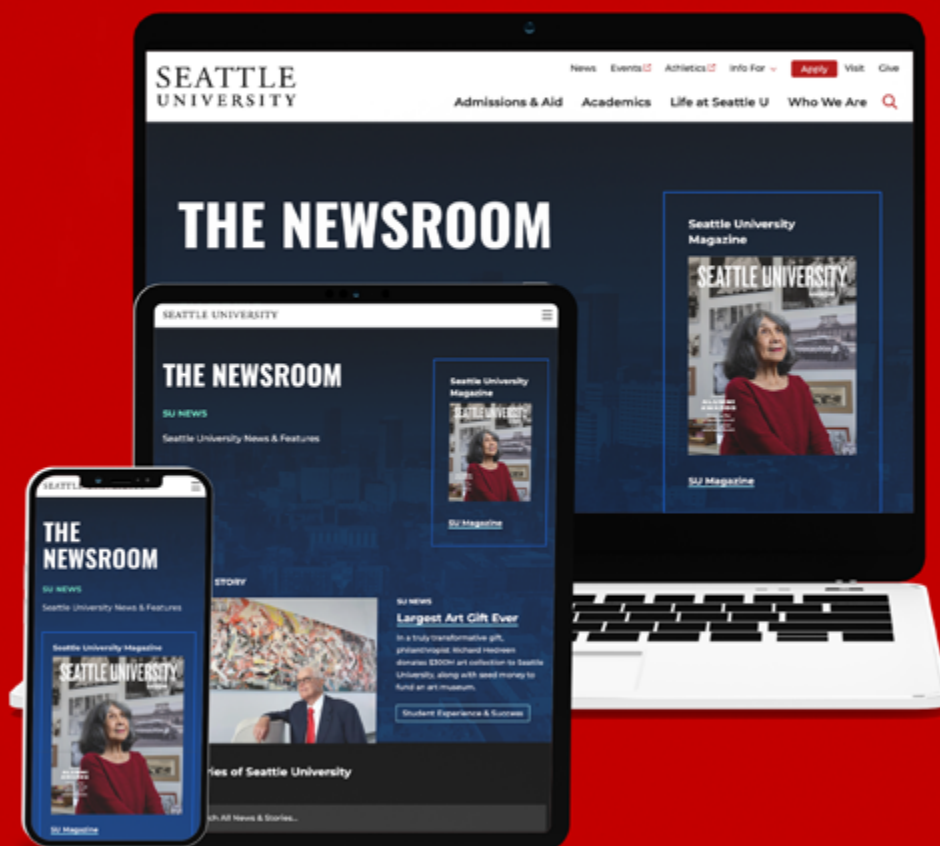 SEATTLE
UNIVERSITY
News Events Athletics Info For Apply Visit Give
Admissions & Aid Academics Life at Seattle U Who We Are
THE NEWSROOM
Seattle University
Magazine
SEATTLE UNIVERSITY
SU Magazine
SEATTLE UNIVERSITY
THE NEWSROOM
SU NEWS
Seattle University News & Features
Seattle University
Magazine
SEATTLE UNIVERSITY
SU Magazine
STORY
SU NEWS
Largest Art Gift Ever
In a truly transformative gift,
philanthropist Richard Hedreen
donates $300M art collection to Seattle
University, along with seed money to
fund an art museum.
Student Experience & Success
ries of Seattle University
ch All News & Stories...
THE
NEWSROOM
SU NEWS
Seattle University News & Features
Seattle University Magazine
SEATTLE UNIVERSITY
SU Magazine